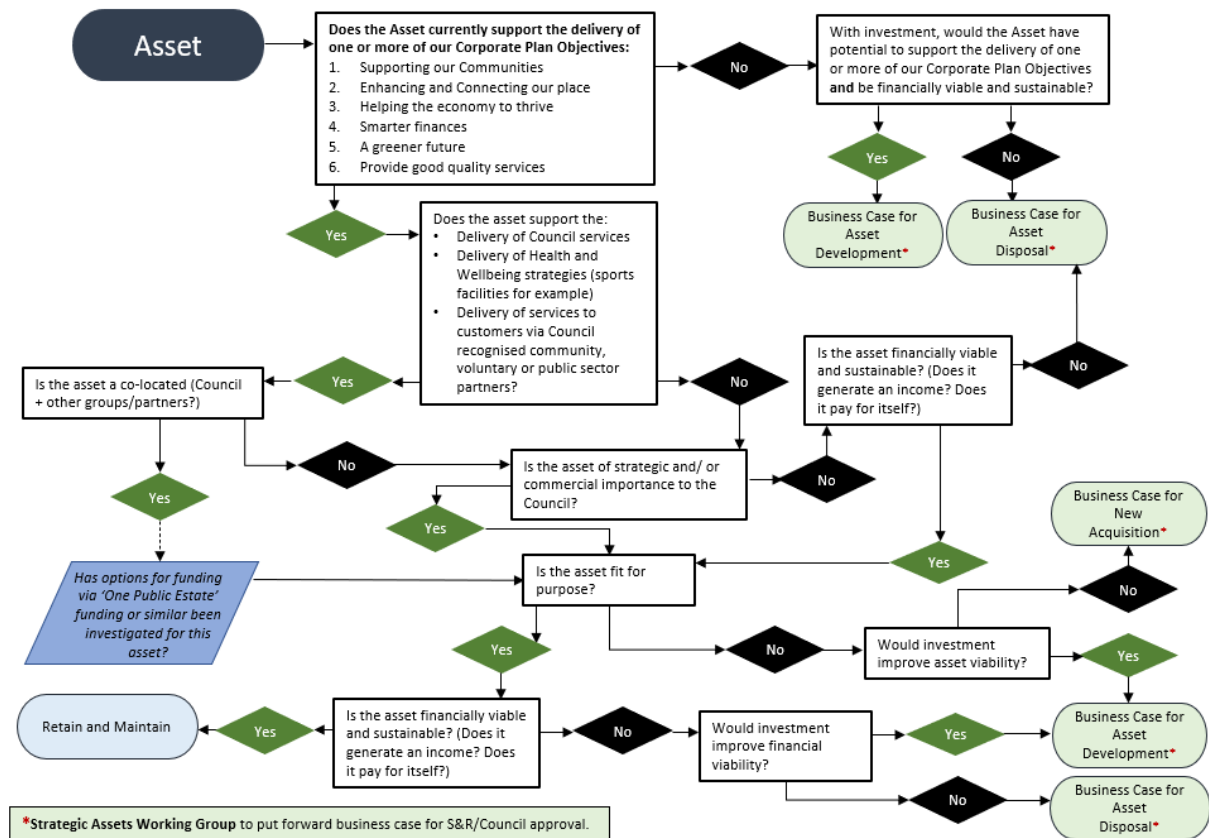 Asset
Does the Asset currently support the delivery of
one or more of our Corporate Plan Objectives:
1. Supporting our Communities
2. Enhancing and Connecting our place
3. Helping the economy to thrive
4. Smarter finances
5. A greener future
6. Provide good quality services
No
With investment, would the Asset have
potential to support the delivery of one
or more of our Corporate Plan Objectives
and be financially viable and sustainable?
Yes
No
Business Case for
Asset
Development*
Business Case for
Asset
Disposal*
Yes
Does the asset support the:
• Delivery of Council services
• Delivery of Health and
Wellbeing strategies (sports
facilities for example)
• Delivery of services to
customers via Council
recognised community,
voluntary or public sector
partners?
Yes
No
Is the asset a co-located (Council
+ other groups/partners?)
Is the asset financially viable
and sustainable? (Does it
generate an income? Does
it pay for itself?)
No
Yes
No
Is the asset of strategic and/ or
commercial importance to the
Council?
No
Yes
Yes
Business Case for
New
Acquisition*
Has options for funding
via ‘One Public Estate’
funding or similar been
investigated for this
asset?
Is the asset fit for
purpose?
Yes
No
Would investment
improve asset viability?
No
Yes
Retain and Maintain
Yes
Is the asset financially viable
and sustainable? (Does it
generate an income? Does
it pay for itself?)
No
Would investment
improve financial
viability?
Yes
Business Case for
Asset
Development*
No
Business Case for
Asset
Disposal*
*Strategic Assets Working Group to put forward business case for S&R/Council approval.